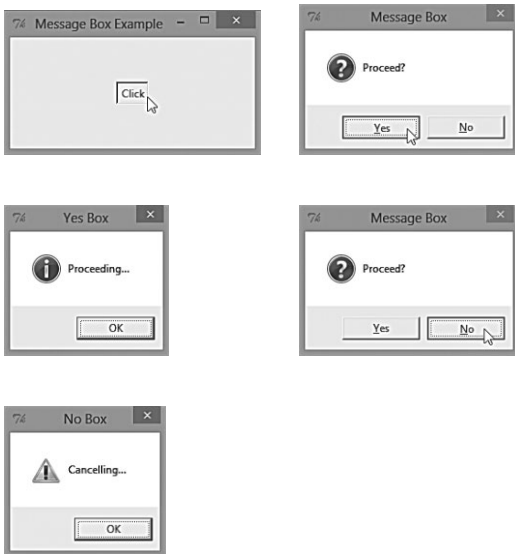 Message Box Example
Click
Message Box
Proceed?
Yes No
Yes Box
Proceeding...
OK
Message Box
Proceed?
Yes No
No Box
Cancelling...
OK